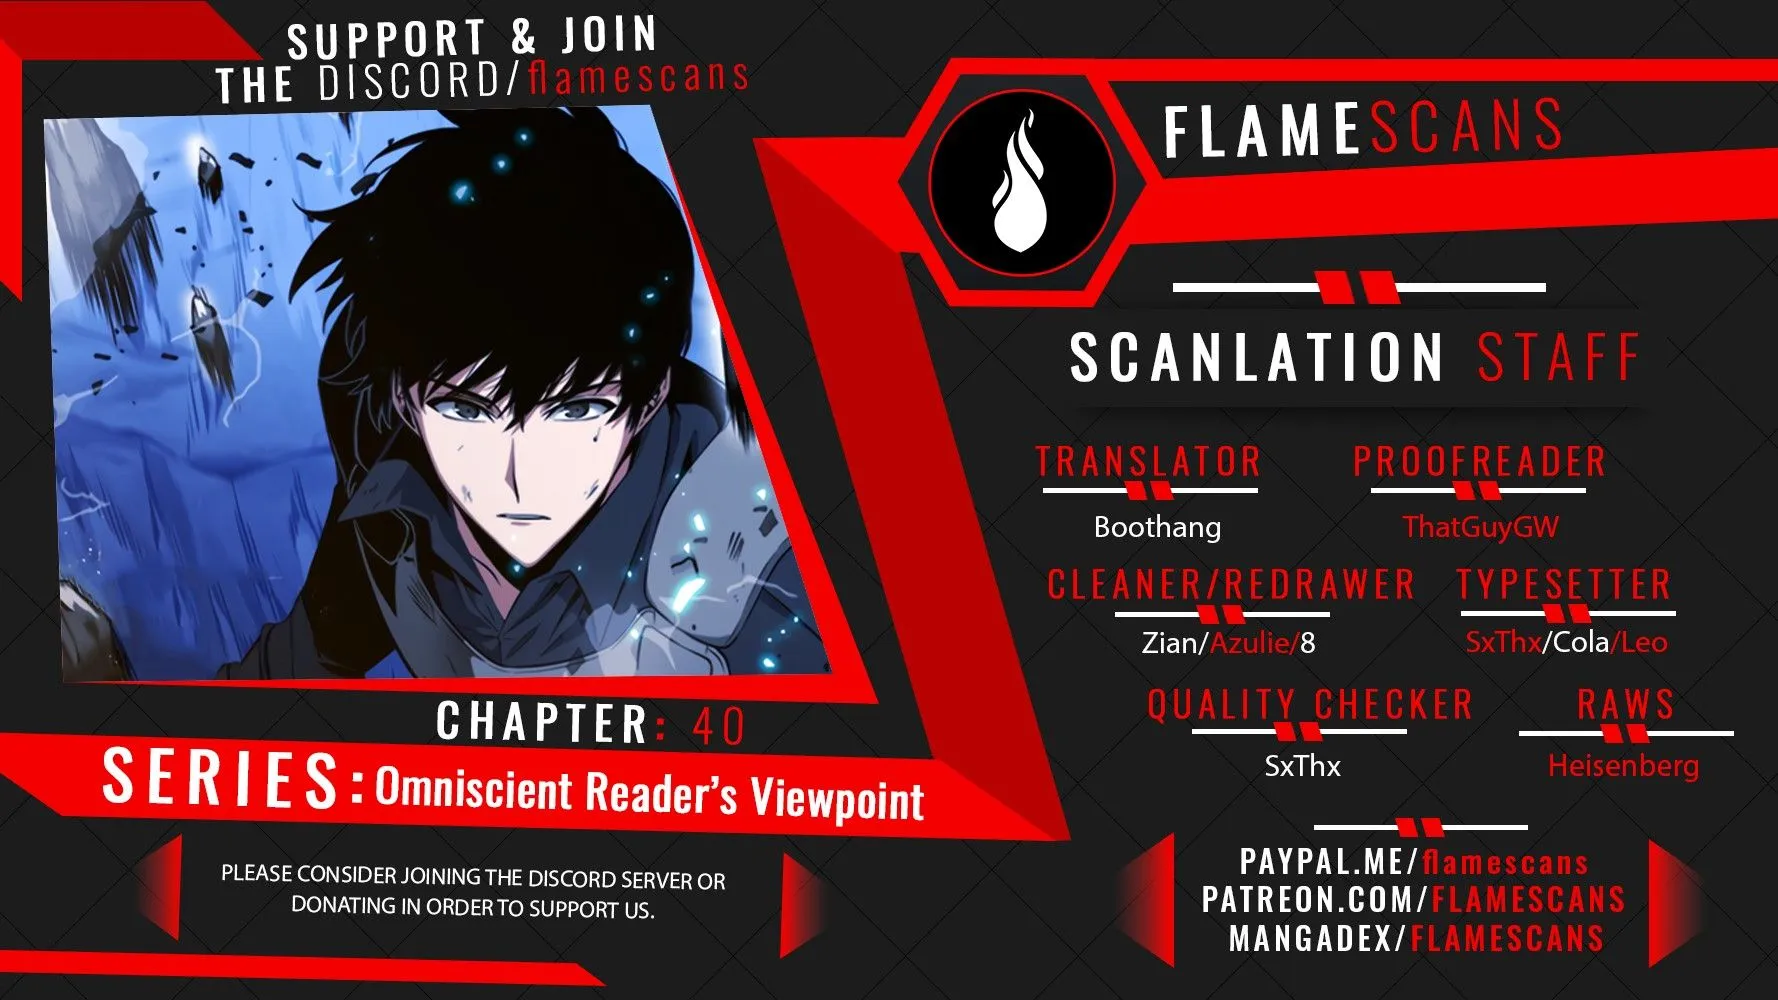 SUPPORT & JOIN
THE DISCORD/flamescans
CHAPTER: 40
SERIES: Omniscient Reader's Viewpoint
PLEASE CONSIDER JOINING THE DISCORD SERVER OR
DONATING IN ORDER TO SUPPORT US.
FLAMESCANS
SCANLATION STAFF
TRANSLATOR
Boothang
PROOFREADER
ThatGuyGW
CLEANER/REDRAWER
Zian/Azulie/8
TYPESETTER
SxThx/Cola/Leo
QUALITY CHECKER
SxThx
RAWS
Heisenberg
PAYPAL.ME/flamescans
PATREON.COM/FLAMESCANS
MANGADEX/FLAMESCANS